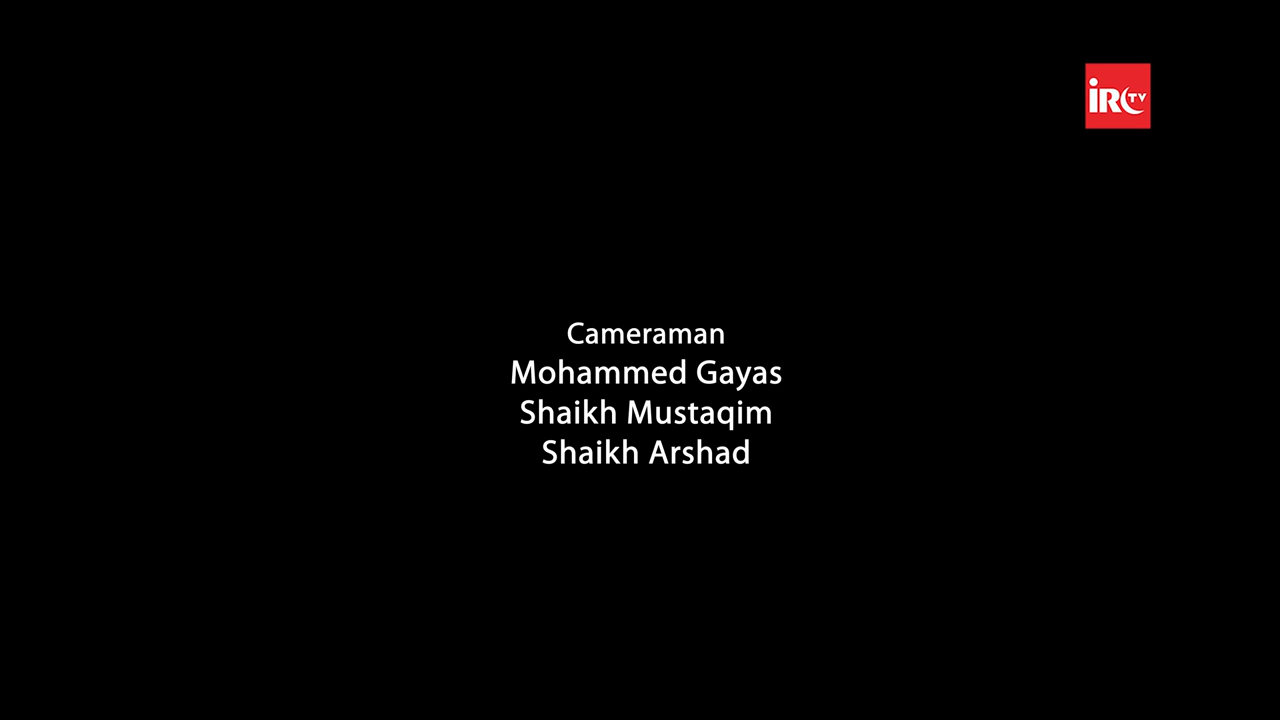 iRC TV
Cameraman
Mohammed Gayas
Shaikh Mustaqim
Shaikh Arshad